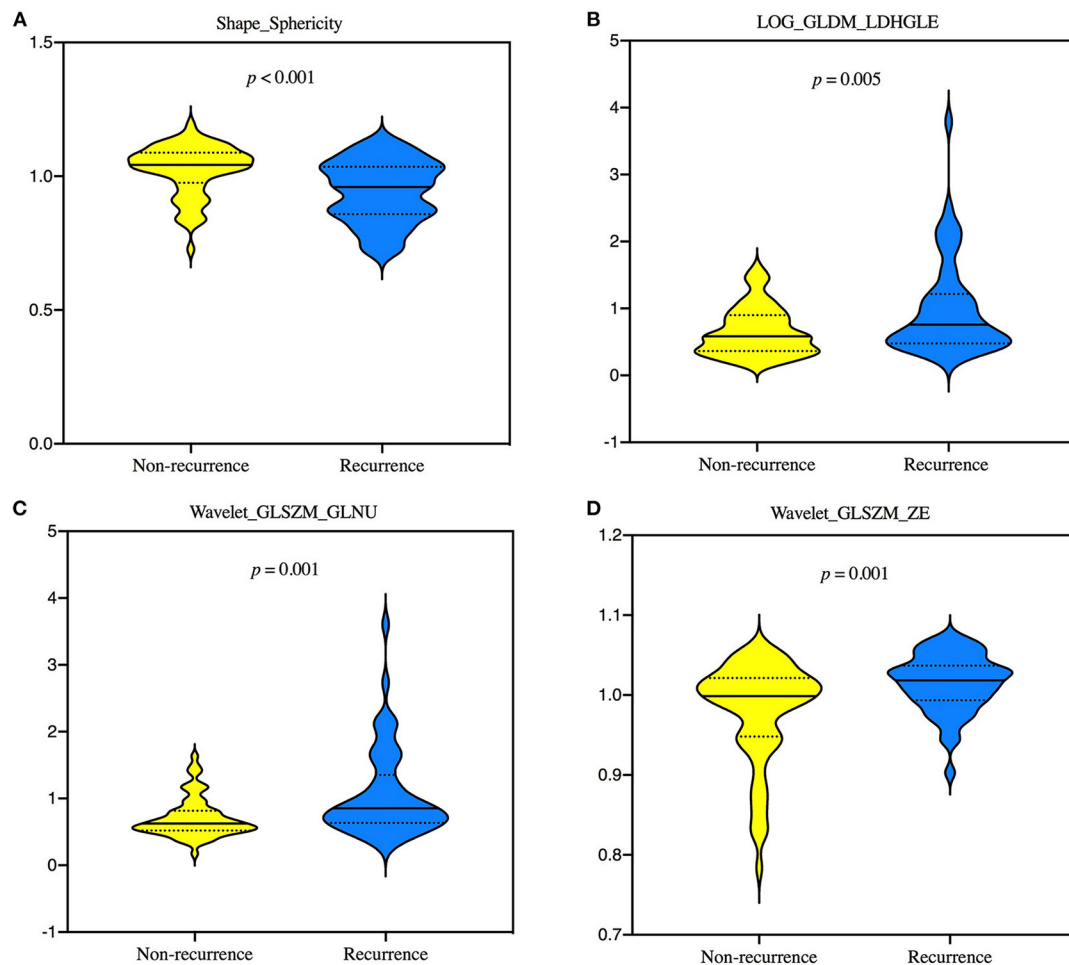 A
Shape_Sphericity
1.5
p < 0.001
1.0
0.5
0.0
Non-recurrence
Recurrence
B
LOG_GLDM_LDHGLE
5
p = 0.005
4
3
2
1
0
-1
Non-recurrence
Recurrence
C
Wavelet_GLSZM_GLNU
5
p = 0.001
4
3
2
1
0
-1
Non-recurrence
Recurrence
D
Wavelet_GLSZM_ZE
1.2
p = 0.001
1.1
1.0
0.9
0.8
0.7
Non-recurrence
Recurrence